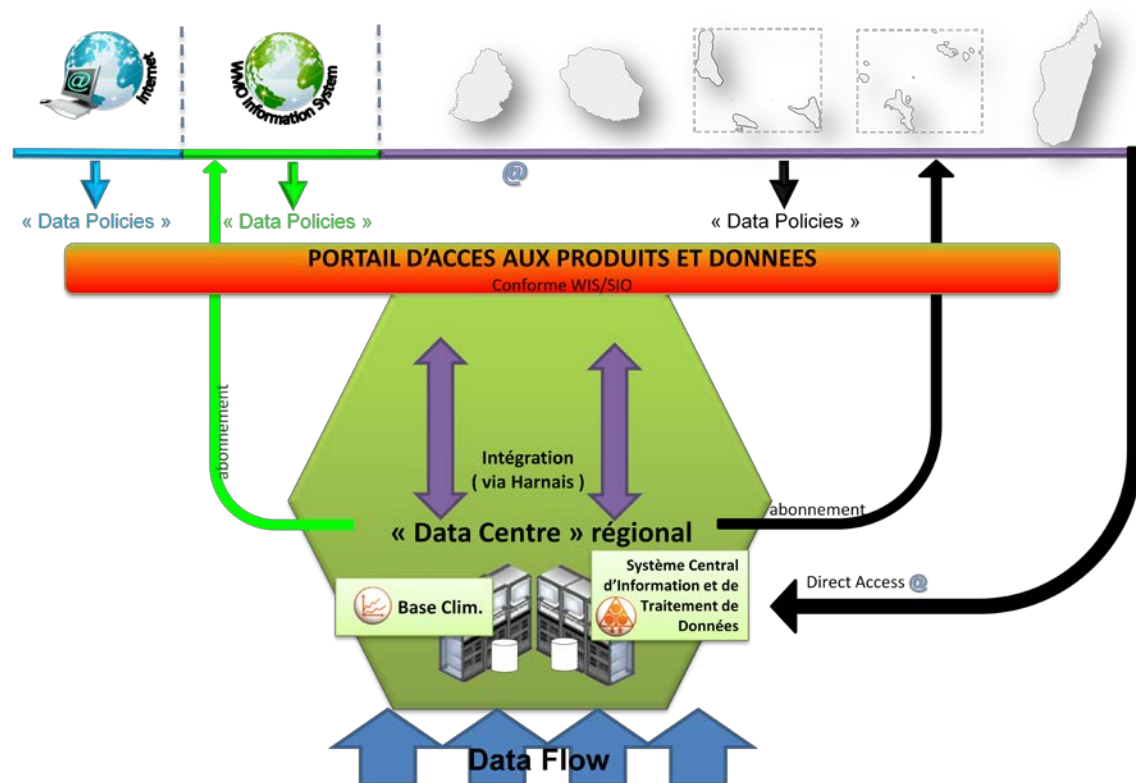 @
Internet
WMO Information System
@
« Data Policies »
« Data Policies »
« Data Policies »
PORTAIL D'ACCES AUX PRODUITS ET DONNEES
Conforme WIS/SIO
abonnement
Intégration
( via Harnais )
abonnement
« Data Centre » régional
Base Clim.
Système Central
d'Information et de
Traitement de
Données
Direct Access @
Data Flow